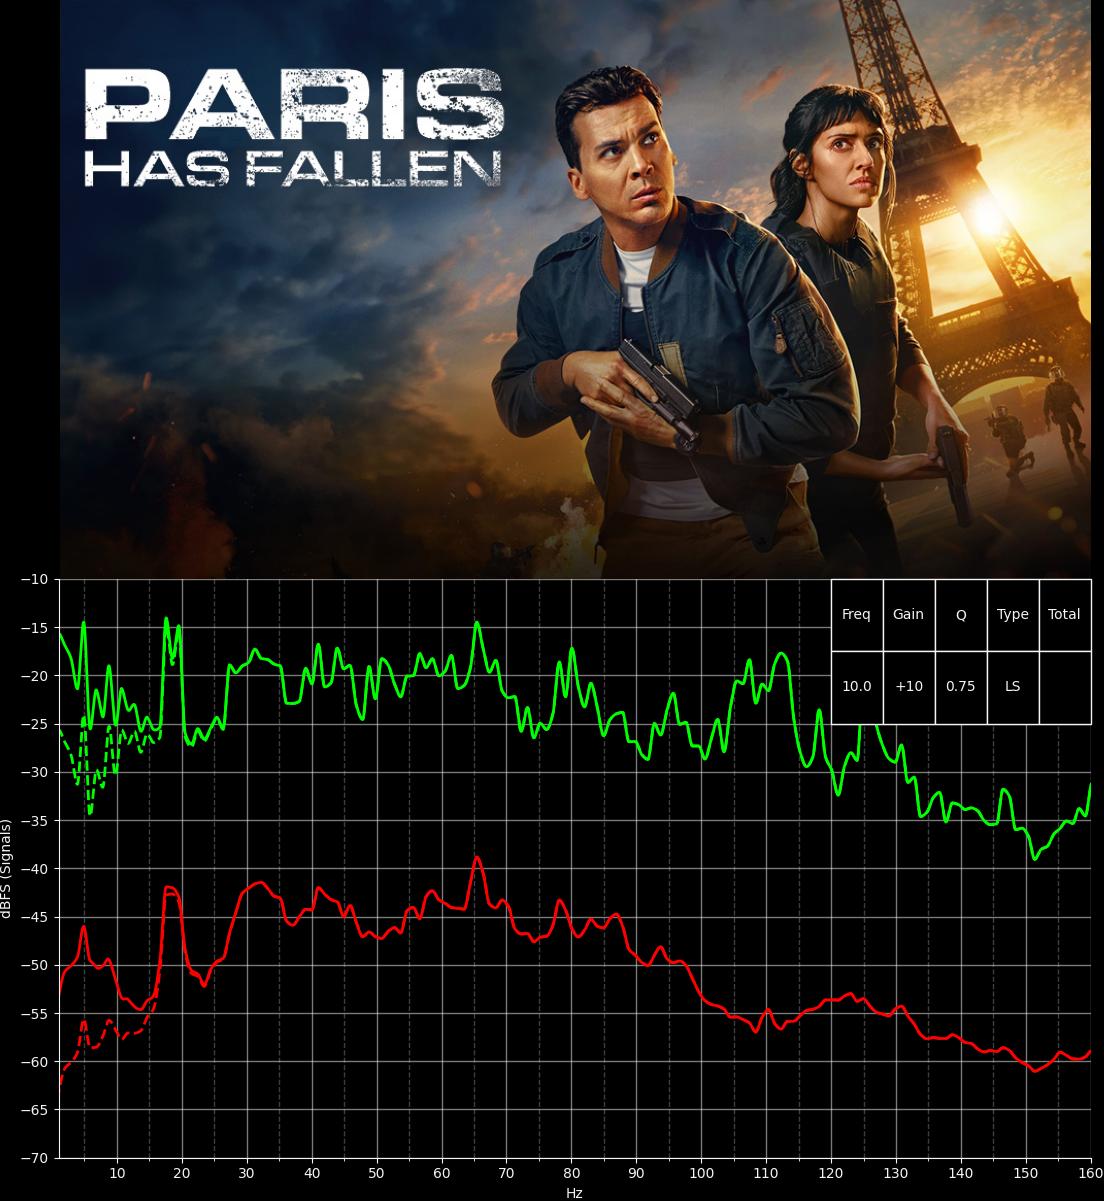 PARIS
HAS FALLEN
−10
−15
−20
−25
−30
−35
−40
−45
−50
−55
−60
−65
−70
dBFS (Signals)
Freq Gain Q Type Total
10.0 +10 0.75 LS
10 20 30 40 50 60 70 80 90 100 110 120 130 140 150 160
Hz